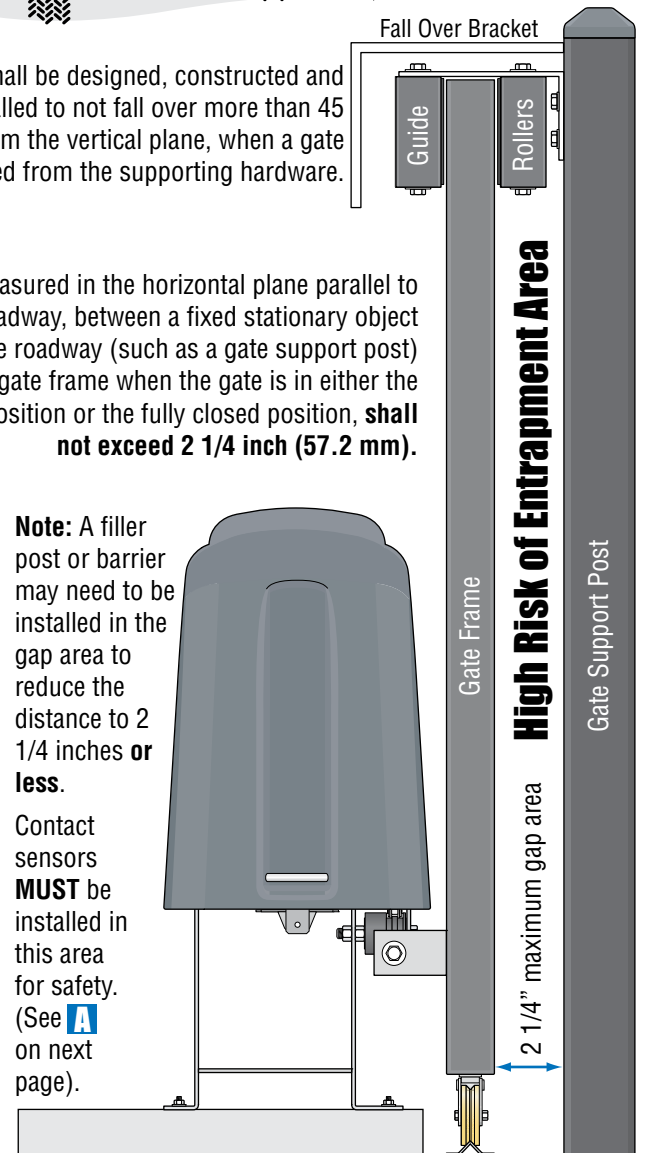 Fall Over Bracket
hall be designed, constructed and
alled to not fall over more than 45
m the vertical plane, when a gate
ed from the supporting hardware.
Guide
Rollers
asured in the horizontal plane parallel to
adway, between a fixed stationary object
e roadway (such as a gate support post)
gate frame when the gate is in either the
osition or the fully closed position, shall
not exceed 2 1/4 inch (57.2 mm).
High Risk of Entrapment Area
Note: A filler
post or barrier
may need to be
installed in the
gap area to
reduce the
distance to 2
1/4 inches or
less.
Contact
sensors
MUST be
installed in
this area
for safety.
(See A
on next
page).
Gate Frame
Gate Support Post
2 1/4” maximum gap area